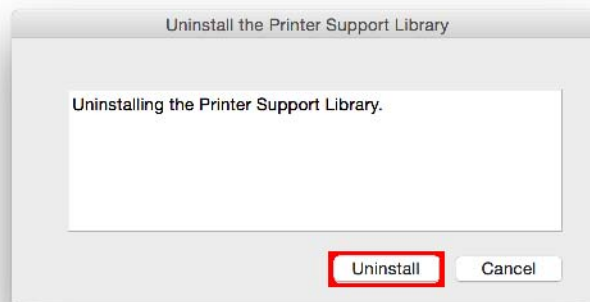 Uninstall the Printer Support Library
Uninstalling the Printer Support Library.
Uninstall
Cancel